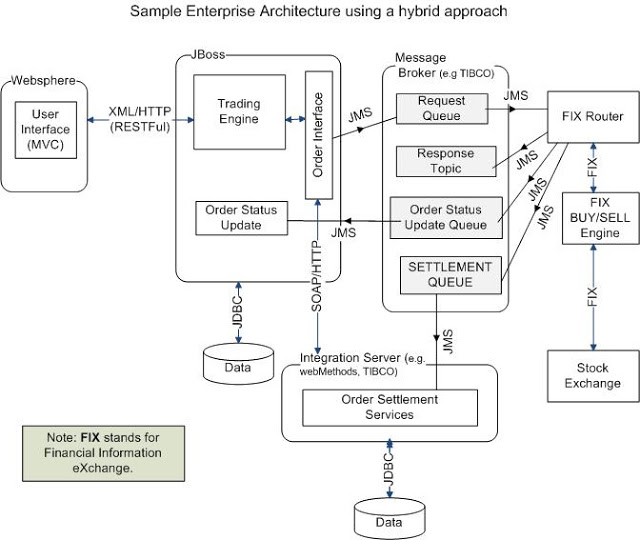 Sample Enterprise Architecture using a hybrid approach
Websphere
User
Interface
(MVC)
XML/HTTP
(RESTFul)
JBoss
Trading
Engine
Order Interface
Order Status
Update
JMS
JMS
SOAP/HTTP
JDBC
Data
Message
Broker (e.g TIBCO)
Request
Queue
Response
Topic
Order Status
Update Queue
SETTLEMENT
QUEUE
JMS
JMS
JMS
JMS
JMS
FIX Router
FIX
FIX
BUY/SELL
Engine
FIX
Stock
Exchange
Integration Server (e.g.
webMethods, TIBCO)
Order Settlement
Services
JDBC
Data
Note: FIX stands for
Financial Information
eXchange.